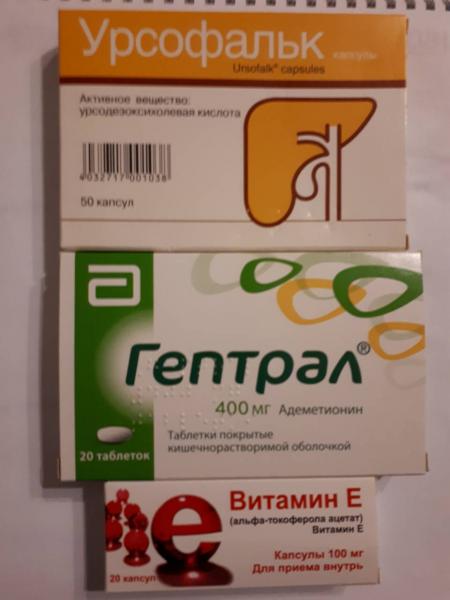 Урсофальк капсулы
Ursofalk® capsules
Активное вещество:
урсодезоксихолевая кислота
4032717001038
50 капсул
Гептрал®
400 мг Адеметионин
Таблетки покрытые
кишечнорастворимой оболочкой
20 таблеток
Витамин Е
(альфа-токоферола ацетат)
Витамин Е
Капсулы 100 мг
Для приема внутрь
20 капсул